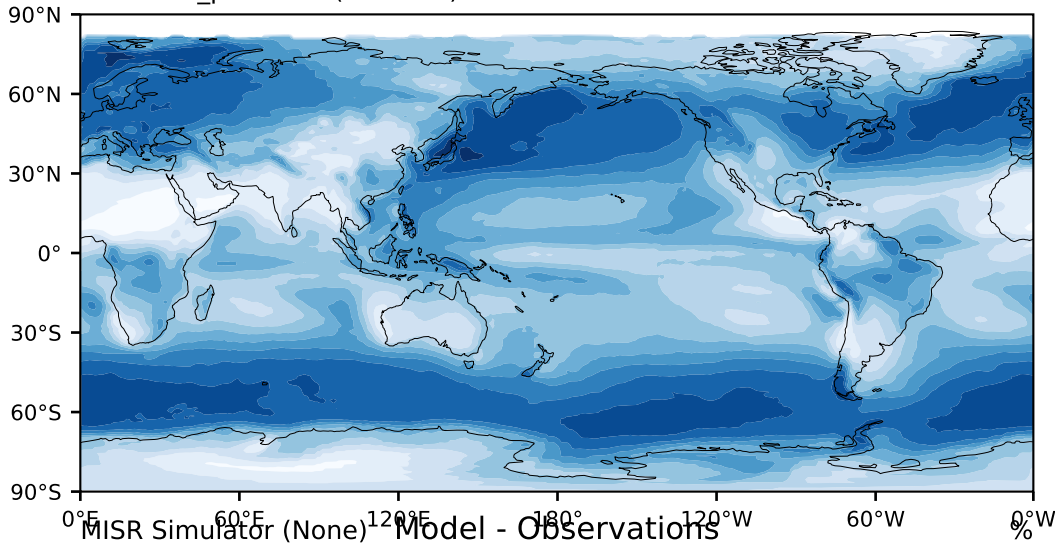 90°N
60°N
30°N
0°
30°S
60°S
90°S
0°E 60°E 120°E 180° 120°W 60°W 0°W
MISR Simulator (None) Model - Observations %